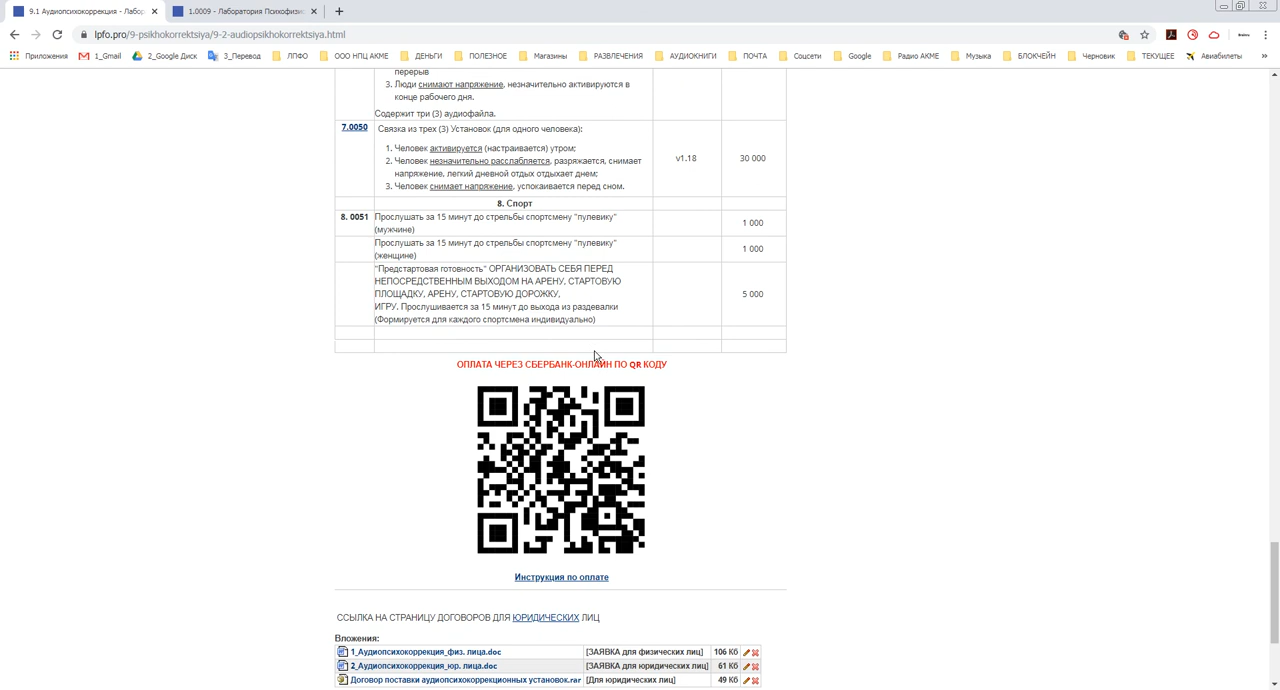 9.1 Аудиопсихокоррекция - Лабор
1.0009 - Лаборатория Психофизи
lpfo.pro/9-psikhokorrektsiya/9-2-audiopsikhokorrektsiya.html
Приложения 1_Gmail 2_Google Диск 3_Перевод ЛПФО ООО НПЦ АКМЕ ДЕНЬГИ ПОЛЕЗНОЕ Магазины РАЗВЛЕЧЕНИЯ АУДИОКНИГИ ПОЧТА Соцсети Google Радио АКМЕ Музыка БЛОКЧЕЙН Черновик ТЕКУЩЕЕ Авиабилеты »
перерыв
3. Люди снимают напряжение, незначительно активируются в
конце рабочего дня.
Содержит три (3) аудиофайла.
7.0050 Связка из трех (3) Установок (для одного человека):
1. Человек активируется (настраивается) утром;
2. Человек незначительно расслабляется, разряжается, снимает
напряжение, легкий дневной отдых отдыхает днем;
3. Человек снимает напряжение, успокаивается перед сном.
v1.18
30 000
8. Спорт
8. 0051 Прослушать за 15 минут до стрельбы спортсмену "пулевику"
(мужчине)
1 000
Прослушать за 15 минут до стрельбы спортсмену "пулевику"
(женщине)
1 000
"Предстартовая готовность" ОРГАНИЗОВАТЬ СЕБЯ ПЕРЕД
НЕПОСРЕДСТВЕННЫМ ВЫХОДОМ НА АРЕНУ, СТАРТОВУЮ
ПЛОЩАДКУ, АРЕНУ, СТАРТОВУЮ ДОРОЖКУ,
ИГРУ. Прослушивается за 15 минут до выхода из раздевалки
(Формируется для каждого спортсмена индивидуально)
5 000
ОПЛАТА ЧЕРЕЗ СБЕРБАНК-ОНЛАЙН ПО QR КОДУ
Инструкция по оплате
ССЫЛКА НА СТРАНИЦУ ДОГОВОРОВ ДЛЯ ЮРИДИЧЕСКИХ ЛИЦ
Вложения:
1_Аудиопсихокоррекция_физ. лица.doc [ЗАЯВКА для физических лиц] 106 Кб
2_Аудиопсихокоррекция_юр. лица.doc [ЗАЯВКА для юридических лиц] 61 Кб
Договор поставки аудиопсихокоррекционных установок.rar [Для юридических лиц] 49 Кб